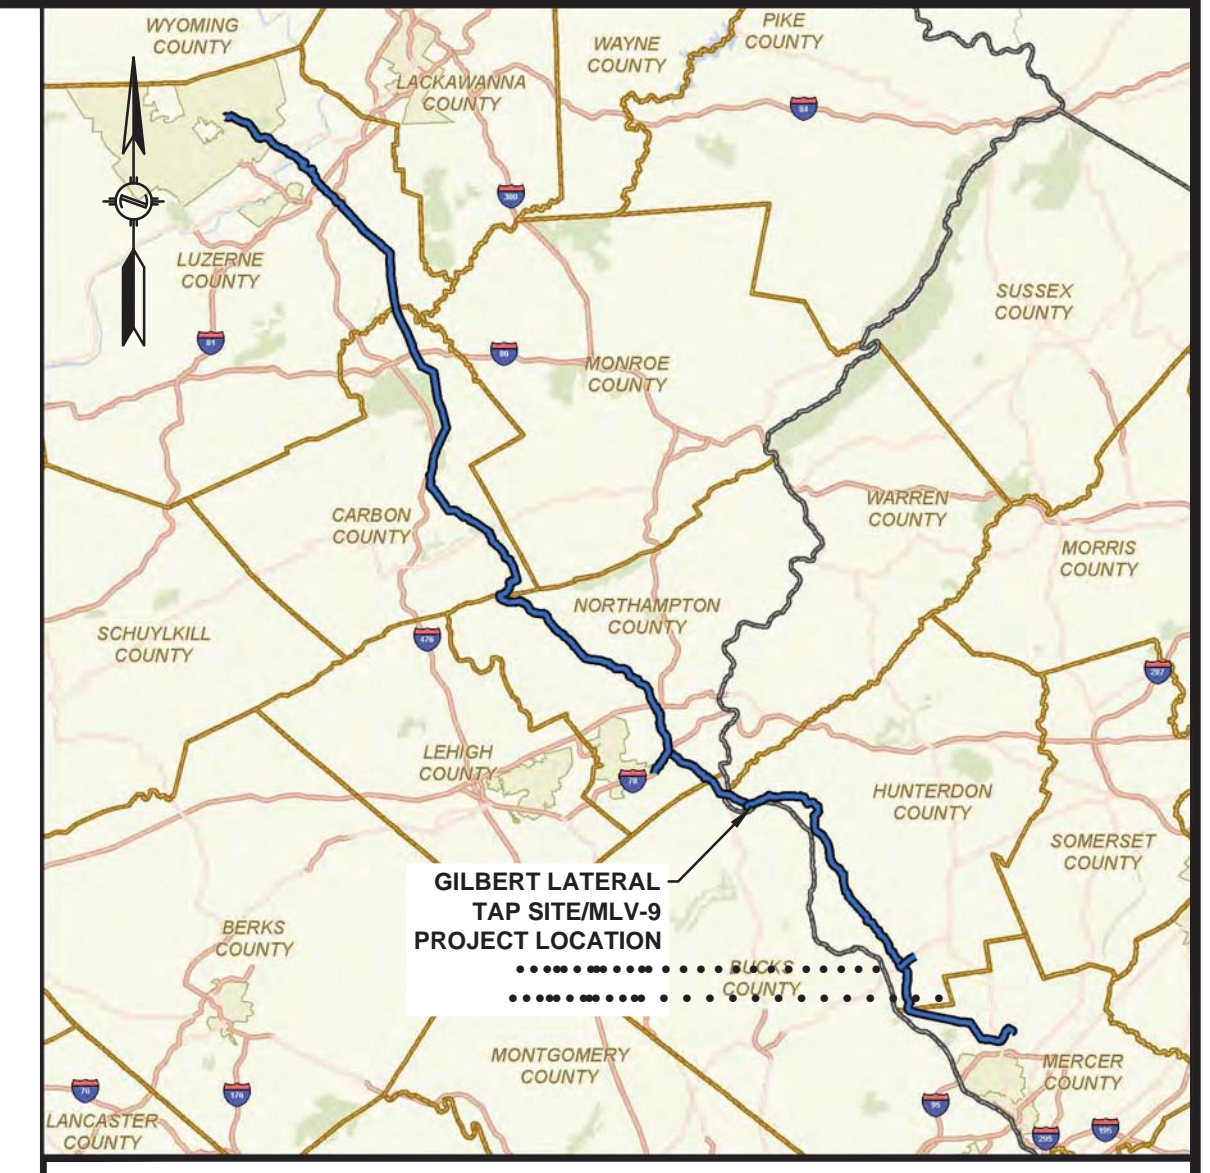 WYOMING
COUNTY
PIKE
COUNTY
WAYNE
COUNTY
LACKAWANNA
COUNTY
84
380
LUZERNE
COUNTY
SUSSEX
COUNTY
81
80
MONROE
COUNTY
WARREN
COUNTY
CARBON
COUNTY
MORRIS
COUNTY
NORTHAMPTON
COUNTY
SCHUYLKILL
COUNTY
476
287
LEHIGH
COUNTY
78
HUNTERDON
COUNTY
SOMERSET
COUNTY
GILBERT LATERAL
TAP SITE/MLV-9
PROJECT LOCATION
BERKS
COUNTY
BUCKS
COUNTY
MONTGOMERY
COUNTY
MERCER
COUNTY
76
176
95
195
295
LANCASTER
COUNTY
N